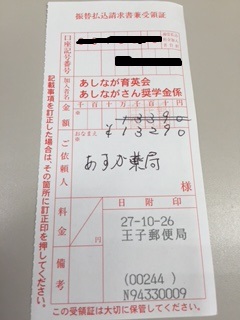 振替払込請求書兼受領証
口座記号番号
加入者名
あしなが育英会
あしながさん奨学金係
金額
千百十万千百十円
13390
¥13290
ご依頼人
おなまえ
あすか薬局
様
料金
日附印
27-10-26
王子郵便局
備考
(00244)
N94330009
記載事項を訂正した場合は、その箇所に訂正印を押してください。
この受領証は大切に保管してください。